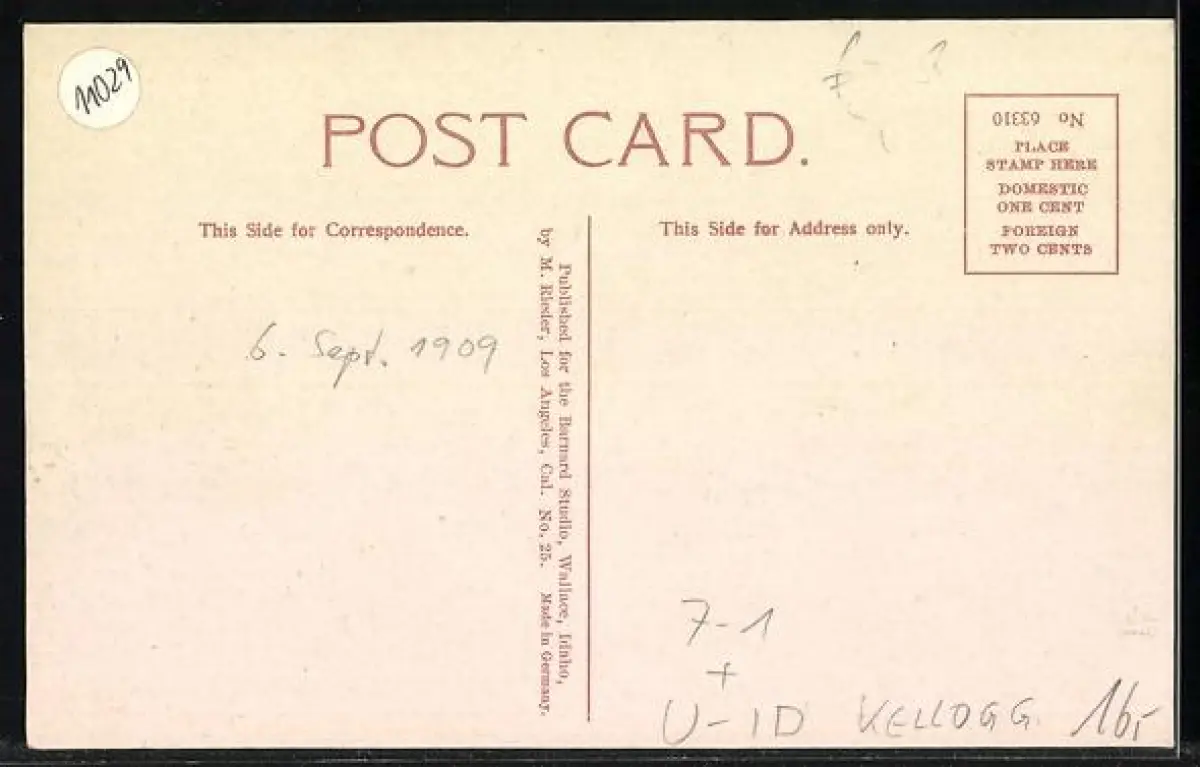 11029
POST CARD.
No 63310
PLACE
STAMP HERE
DOMESTIC
ONE CENT
FOREIGN
TWO CENTS
This Side for Correspondence.
This Side for Address only.
Published for the Barnard Studio, Wallace, Idaho,
by M. Rieder, Los Angeles, Cal. No. 25. Made in Germany.
6. Sept. 1909
7-1
+
U-ID KELLOGG 16,-